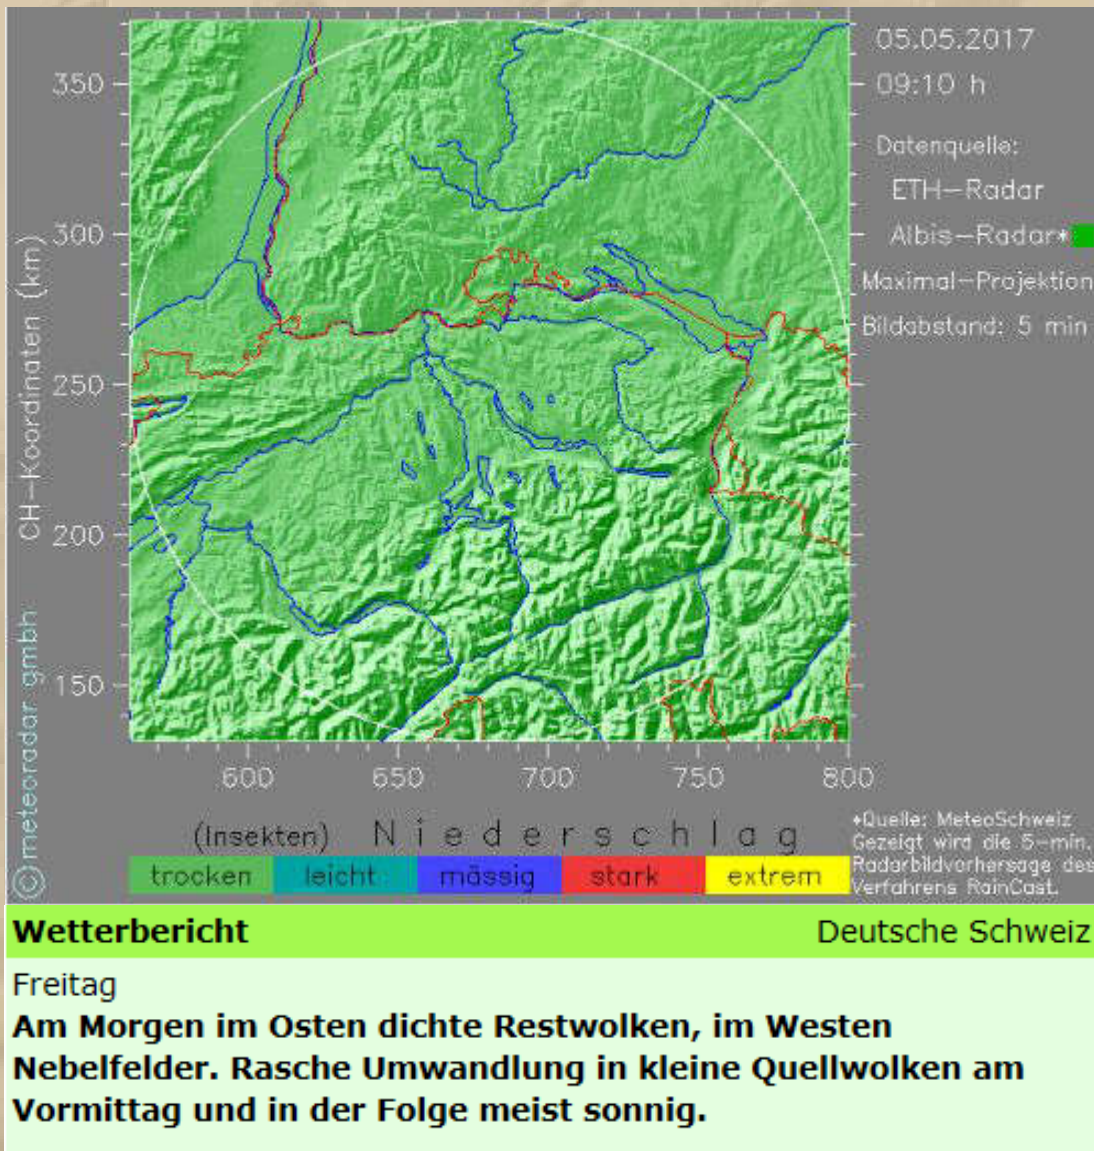 05.05.2017
09:10 h
Datenquelle:
ETH-Radar
Albis-Radar*
Maximal-Projektion
Bildabstand: 5 min
CH-Koordinaten (km)
©meteoradar gmbh
350
300
250
200
150
600 650 700 750 800
(Insekten) Niederschlag
trocken leicht mässig stark extrem
*Quelle: MeteoSchweiz
Gezeigt wird die 5-min.
Radarbildvorhersage des
Verfahrens RainCast.
Wetterbericht Deutsche Schweiz
Freitag
Am Morgen im Osten dichte Restwolken, im Westen
Nebelfelder. Rasche Umwandlung in kleine Quellwolken am
Vormittag und in der Folge meist sonnig.